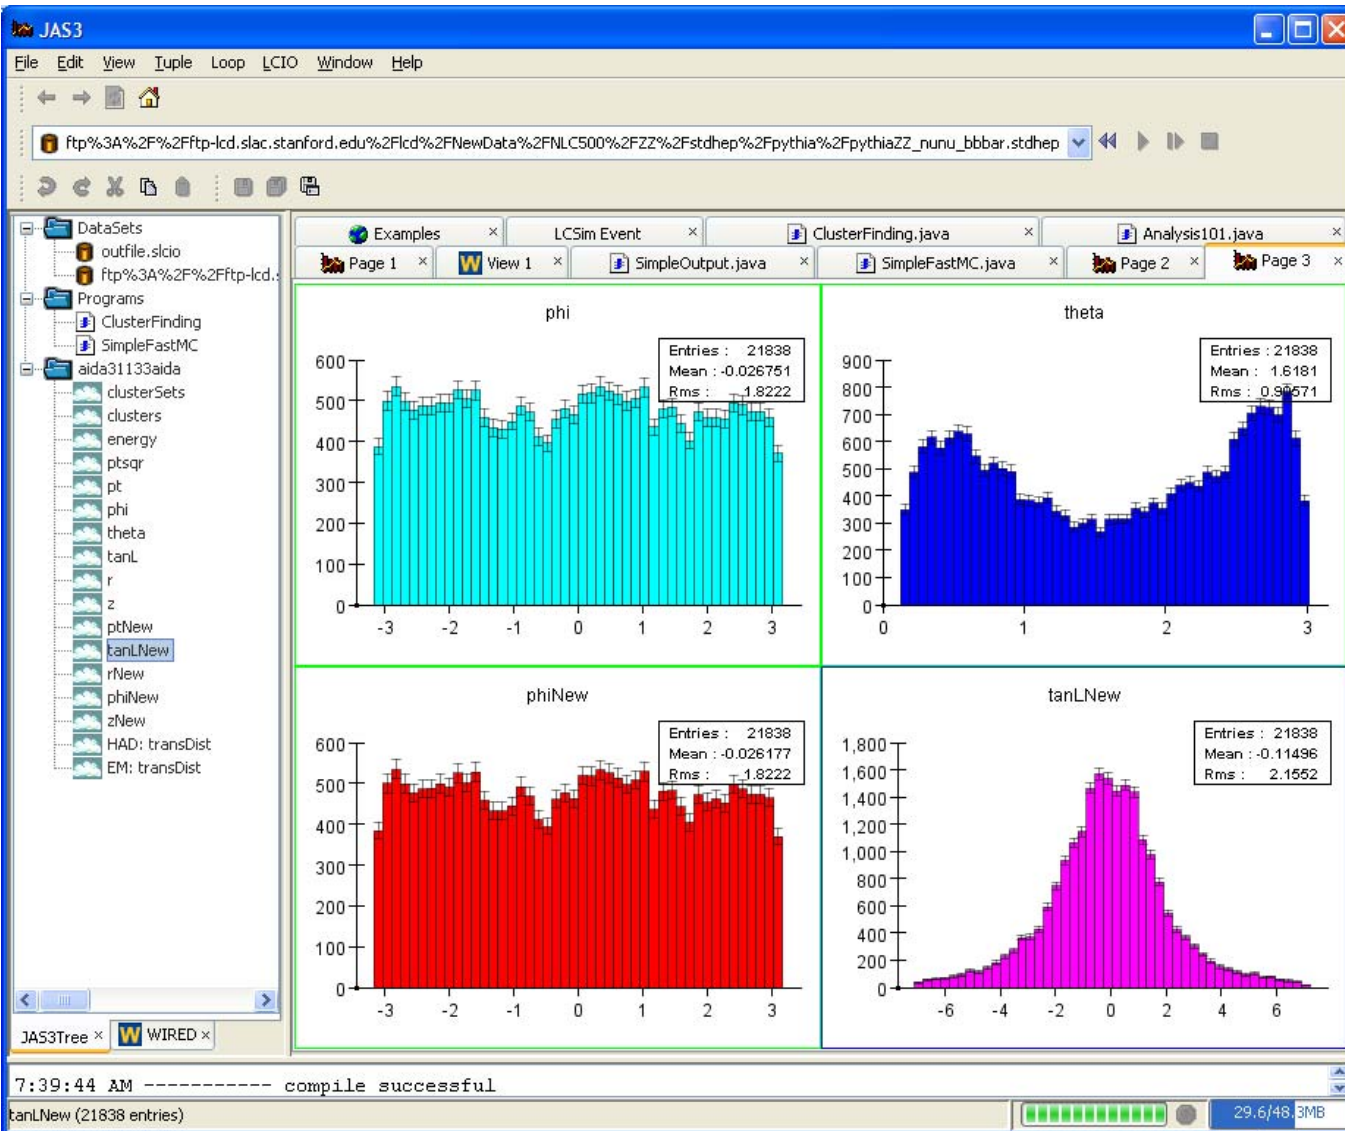 JAS3
File Edit View Tuple Loop LCIO Window Help
ftp%3A%2F%2Fftp-lcd.slac.stanford.edu%2Flcd%2FNewData%2FNLC500%2FZZ%2Fstdhep%2Fpythia%2FpythiaZZ_nunu_bbbar.stdhep
DataSets
outfile.slcio
ftp%3A%2F%2Fftp-lcd.
Programs
ClusterFinding
SimpleFastMC
aida31133aida
clusterSets
clusters
energy
ptsqr
pt
phi
theta
tanL
r
z
ptNew
tanLNew
rNew
phiNew
zNew
HAD: transDist
EM: transDist
JAS3Tree × W WIRED ×
Examples × LCSim Event × ClusterFinding.java × Analysis101.java ×
Page 1 × W View 1 × SimpleOutput.java × SimpleFastMC.java × Page 2 × Page 3 ×
phi
Entries : 21838
Mean : -0.026751
Rms : 1.8222
600
500
400
300
200
100
0
-3 -2 -1 0 1 2 3
theta
Entries : 21838
Mean : 1.6181
900
800
700
600
500
400
300
200
100
0
0 1 2 3
phiNew
Entries : 21838
Mean : -0.026177
Rms : 1.8222
600
500
400
300
200
100
0
-3 -2 -1 0 1 2 3
tanLNew
Entries : 21838
Mean : -0.11496
Rms : 2.1552
1,800
1,600
1,400
1,200
1,000
800
600
400
200
0
-6 -4 -2 0 2 4 6
7:39:44 AM ----------- compile successful
tanLNew (21838 entries)
29.6/48.3MB